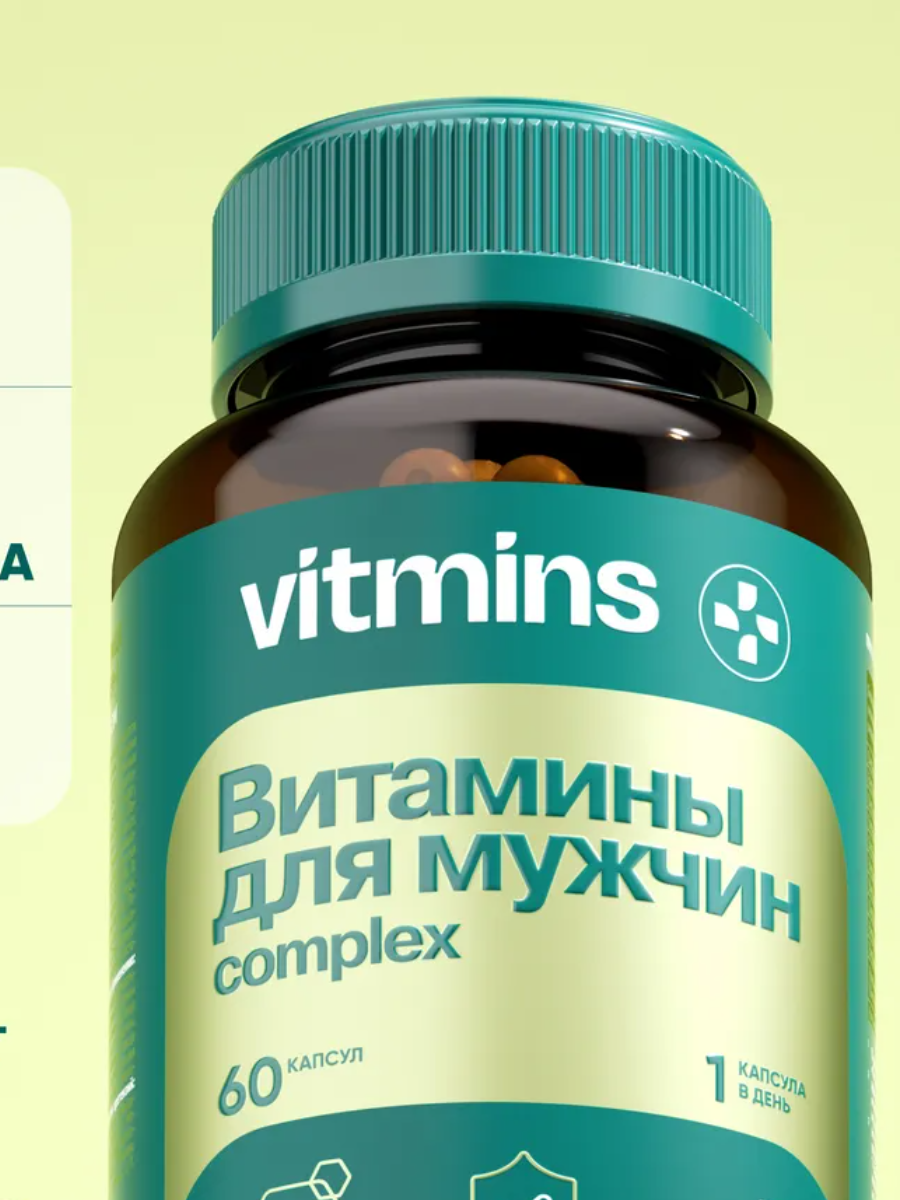 А
vitmins
Витамины
для мужчин
complex
60 КАПСУЛ
1 КАПСУЛА
В ДЕНЬ